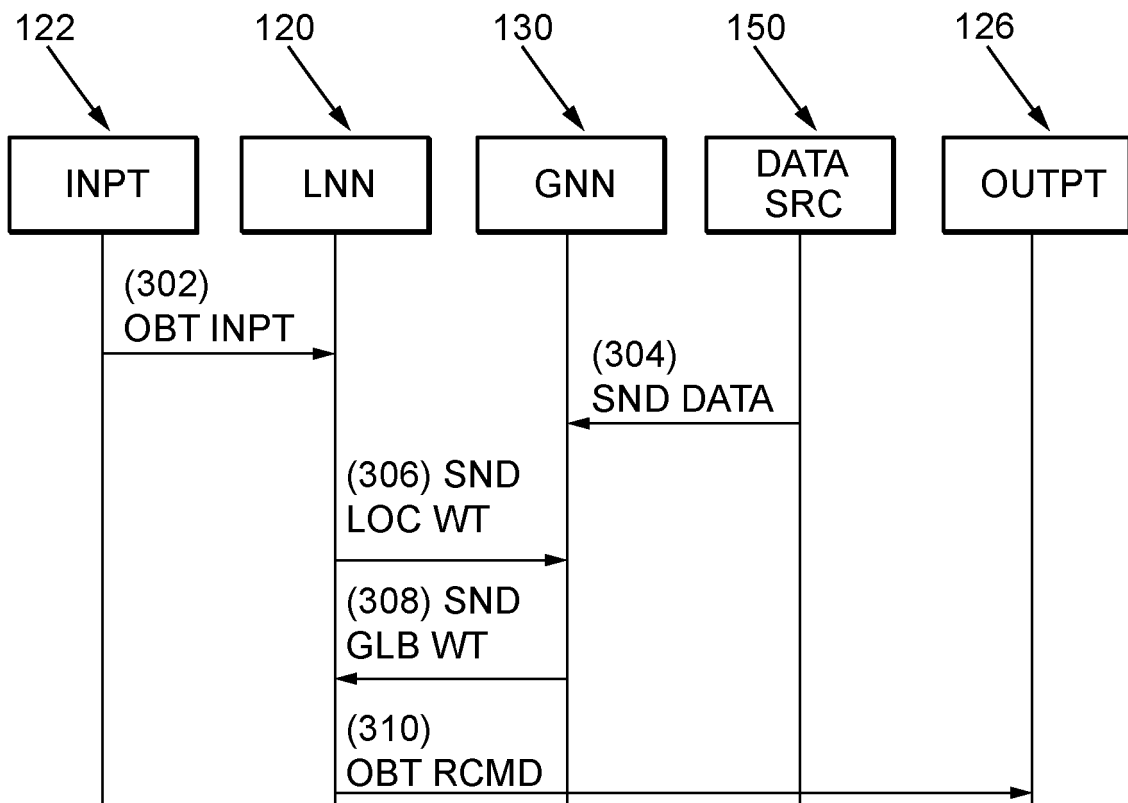 122
120
130
150
126
INPT
LNN
GNN
DATA
SRC
OUTPT
(302)
OBT INPT
(304)
SND DATA
(306) SND
LOC WT
(308) SND
GLB WT
(310)
OBT RCMD